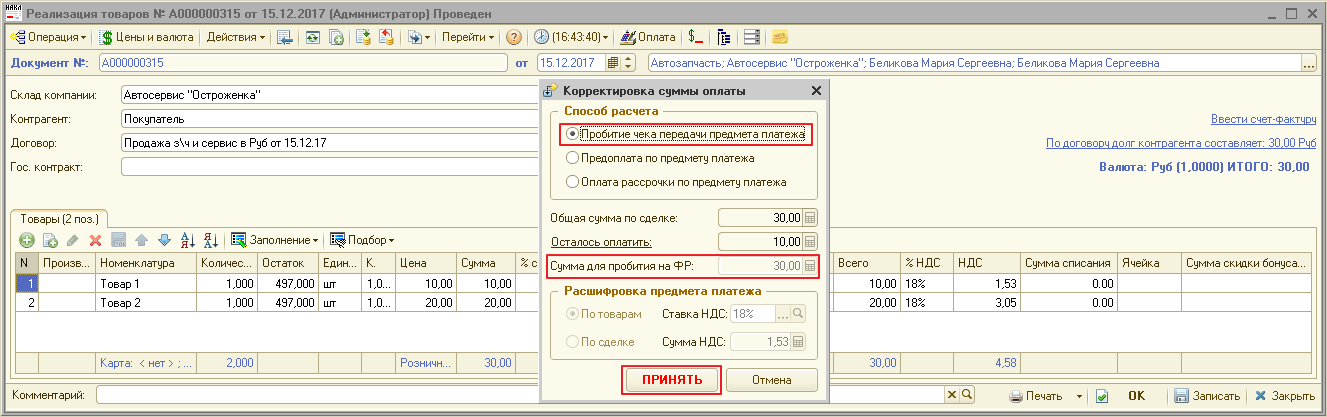 Реализация товаров № А000000315 от 15.12.2017 (Администратор) Проведен
Операция Цены и валюта Действия Перейти (16:43:40) Оплата
Документ №: А000000315 от 15.12.2017 Автозапчасть; Автосервис "Остроженка"; Беликова Мария Сергеевна; Беликова Мария Сергеевна
Склад компании: Автосервис "Остроженка"
Контрагент: Покупатель
Договор: Продажа з\ч и сервис в Руб от 15.12.17
Гос. контракт:
Ввести счет-фактуру
По договору долг контрагента составляет: 30,00 Руб
Валюта: Руб (1,0000) ИТОГО: 30,00
Корректировка суммы оплаты
Способ расчета
Пробитие чека передачи предмета платежа
Предоплата по предмету платежа
Оплата рассрочки по предмету платежа
Общая сумма по сделке: 30,00
Осталось оплатить: 10,00
Сумма для пробития на ФР: 30,00
Расшифровка предмета платежа
По товарам Ставка НДС: 18% ...
По сделке Сумма НДС: 1,53
ПРИНЯТЬ Отмена
Товары (2 поз.)
Заполнение Подбор
N Произв... Номенклатура Количес... Остаток Един... К. Цена Сумма % с Всего % НДС НДС Сумма списания Ячейка Сумма скидки бонуса...
1 Товар 1 1,000 497,000 шт 1,0... 10,00 10,00 10,00 18% 1,53 0.00
2 Товар 2 1,000 497,000 шт 1,0... 20,00 20,00 20,00 18% 3,05 0.00
Карта: < нет > ; ... 2,000 Розничн... 30,00 30,00 4,58
Комментарий: Печать OK Записать Закрыть